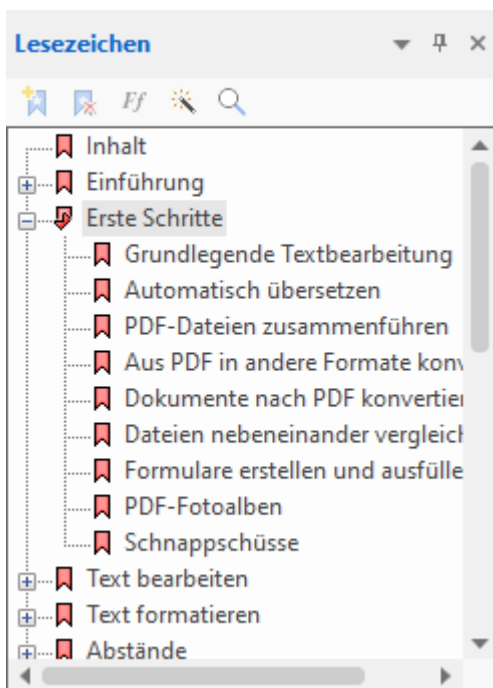 Lesezeichen
Ff
Inhalt
Einführung
Erste Schritte
Grundlegende Textbearbeitung
Automatisch übersetzen
PDF-Dateien zusammenführen
Aus PDF in andere Formate konv
Dokumente nach PDF konvertier
Dateien nebeneinander vergleich
Formulare erstellen und ausfülle
PDF-Fotoalben
Schnappschüsse
Text bearbeiten
Text formatieren
Abstände